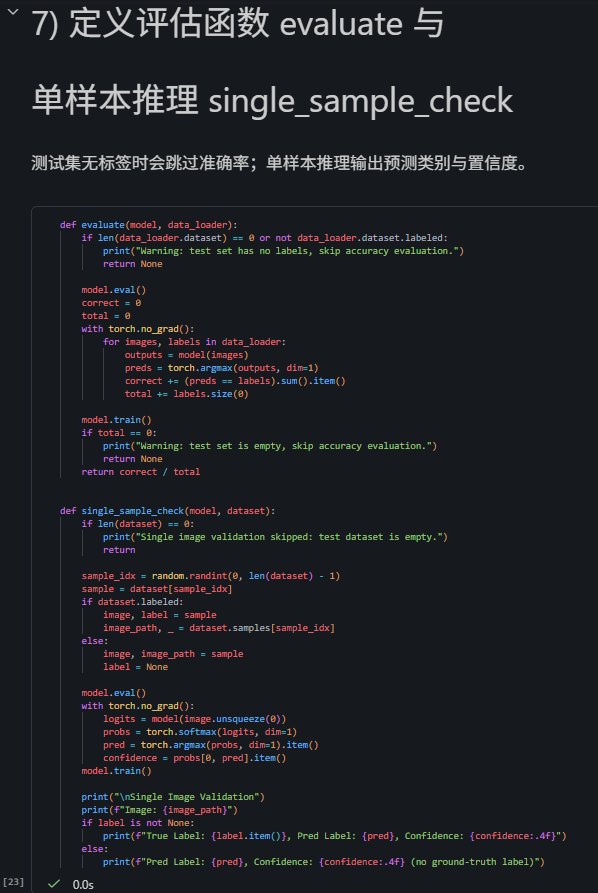 7) 定义评估函数 evaluate 与
单样本推理 single_sample_check
测试集无标签时会跳过准确率；单样本推理输出预测类别与置信度。
def evaluate(model, data_loader):
    if len(data_loader.dataset) == 0 or not data_loader.dataset.labeled:
        print("Warning: test set has no labels, skip accuracy evaluation.")
        return None

    model.eval()
    correct = 0
    total = 0
    with torch.no_grad():
        for images, labels in data_loader:
            outputs = model(images)
            preds = torch.argmax(outputs, dim=1)
            correct += (preds == labels).sum().item()
            total += labels.size(0)

    model.train()
    if total == 0:
        print("Warning: test set is empty, skip accuracy evaluation.")
        return None
    return correct / total


def single_sample_check(model, dataset):
    if len(dataset) == 0:
        print("Single image validation skipped: test dataset is empty.")
        return

    sample_idx = random.randint(0, len(dataset) - 1)
    sample = dataset[sample_idx]
    if dataset.labeled:
        image, label = sample
        image_path, _ = dataset.samples[sample_idx]
    else:
        image, image_path = sample
        label = None

    model.eval()
    with torch.no_grad():
        logits = model(image.unsqueeze(0))
        probs = torch.softmax(logits, dim=1)
        pred = torch.argmax(probs, dim=1).item()
        confidence = probs[0, pred].item()
    model.train()

    print("\nSingle Image Validation")
    print(f"Image: {image_path}")
    if label is not None:
        print(f"True Label: {label.item()}, Pred Label: {pred}, Confidence: {confidence:.4f}")
    else:
        print(f"Pred Label: {pred}, Confidence: {confidence:.4f} (no ground-truth label)")
[23] ✓ 0.0s